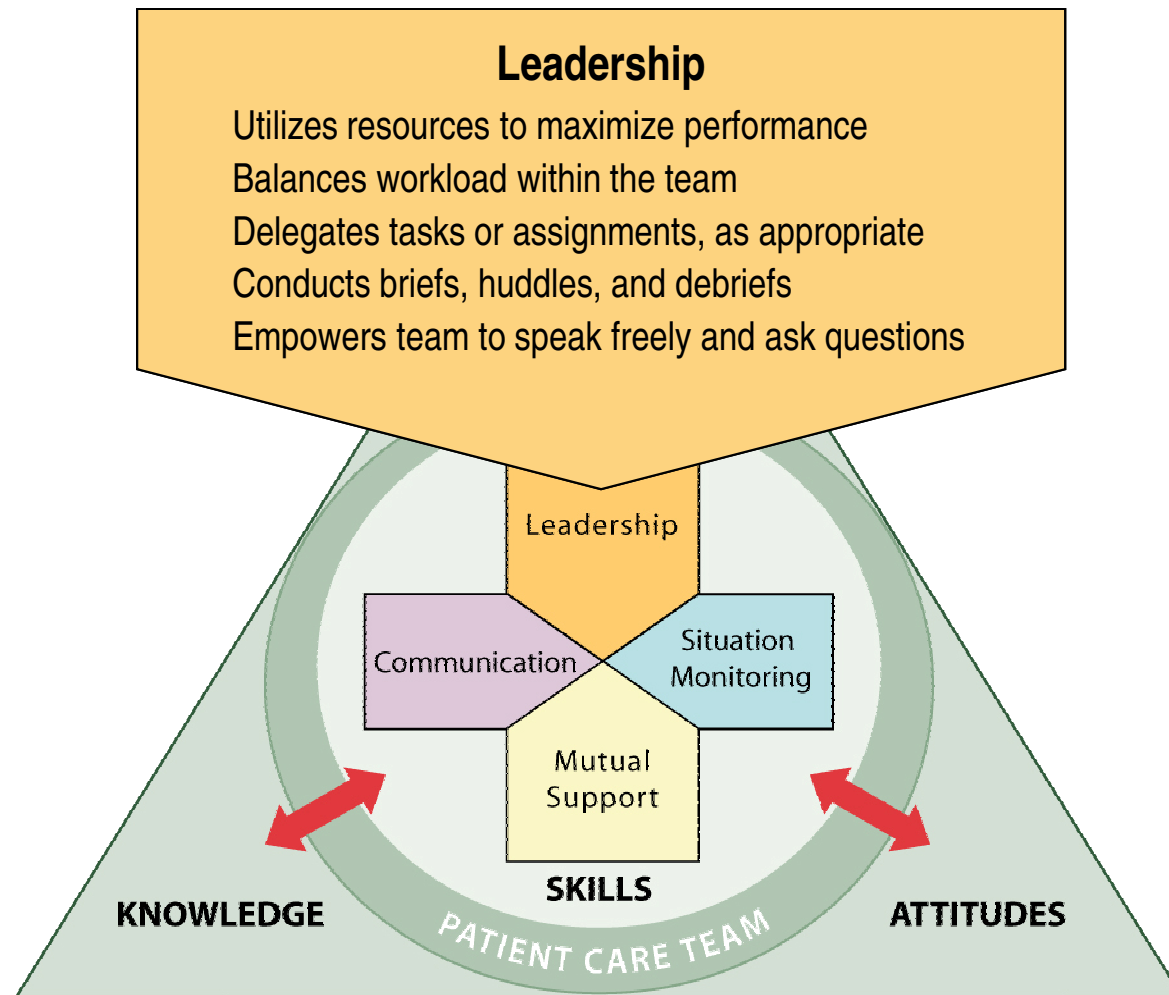 Leadership
Utilizes resources to maximize performance
Balances workload within the team
Delegates tasks or assignments, as appropriate
Conducts briefs, huddles, and debriefs
Empowers team to speak freely and ask questions
Leadership
Communication
Situation
Monitoring
Mutual
Support
SKILLS
KNOWLEDGE
ATTITUDES
PATIENT CARE TEAM